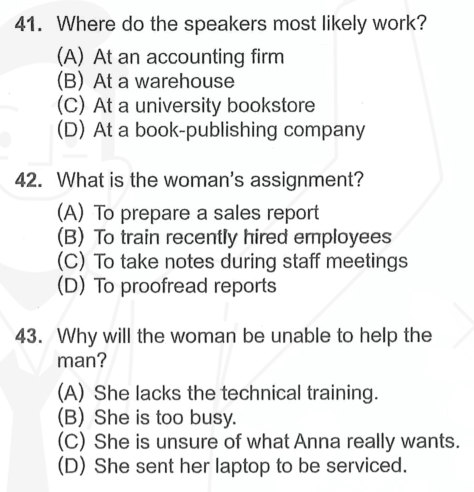 41. Where do the speakers most likely work?
(A) At an accounting firm
(B) At a warehouse
(C) At a university bookstore
(D) At a book-publishing company
42. What is the woman's assignment?
(A) To prepare a sales report
(B) To train recently hired employees
(C) To take notes during staff meetings
(D) To proofread reports
43. Why will the woman be unable to help the
man?
(A) She lacks the technical training.
(B) She is too busy.
(C) She is unsure of what Anna really wants.
(D) She sent her laptop to be serviced.